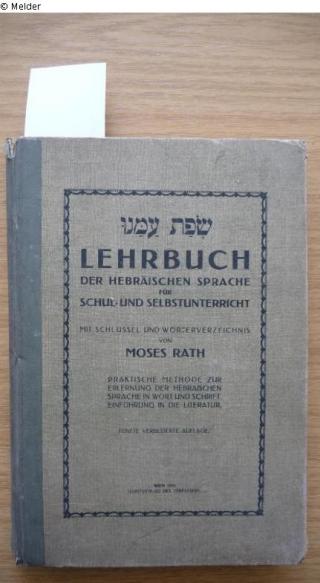 © Melder
שפת עמנו
LEHRBUCH
DER HEBRÄISCHEN SPRACHE
FÜR
SCHUL- UND SELBSTUNTERRICHT
MIT SCHLÜSSEL UND WÖRTERVERZEICHNIS
VON
MOSES RATH
PRAKTISCHE METHODE ZUR
ERLERNUNG DER HEBRÄISCHEN
SPRACHE IN WORT UND SCHRIFT.
EINFÜHRUNG IN DIE LITERATUR.
FÜNFTE VERBESSERTE AUFLAGE.
WIEN